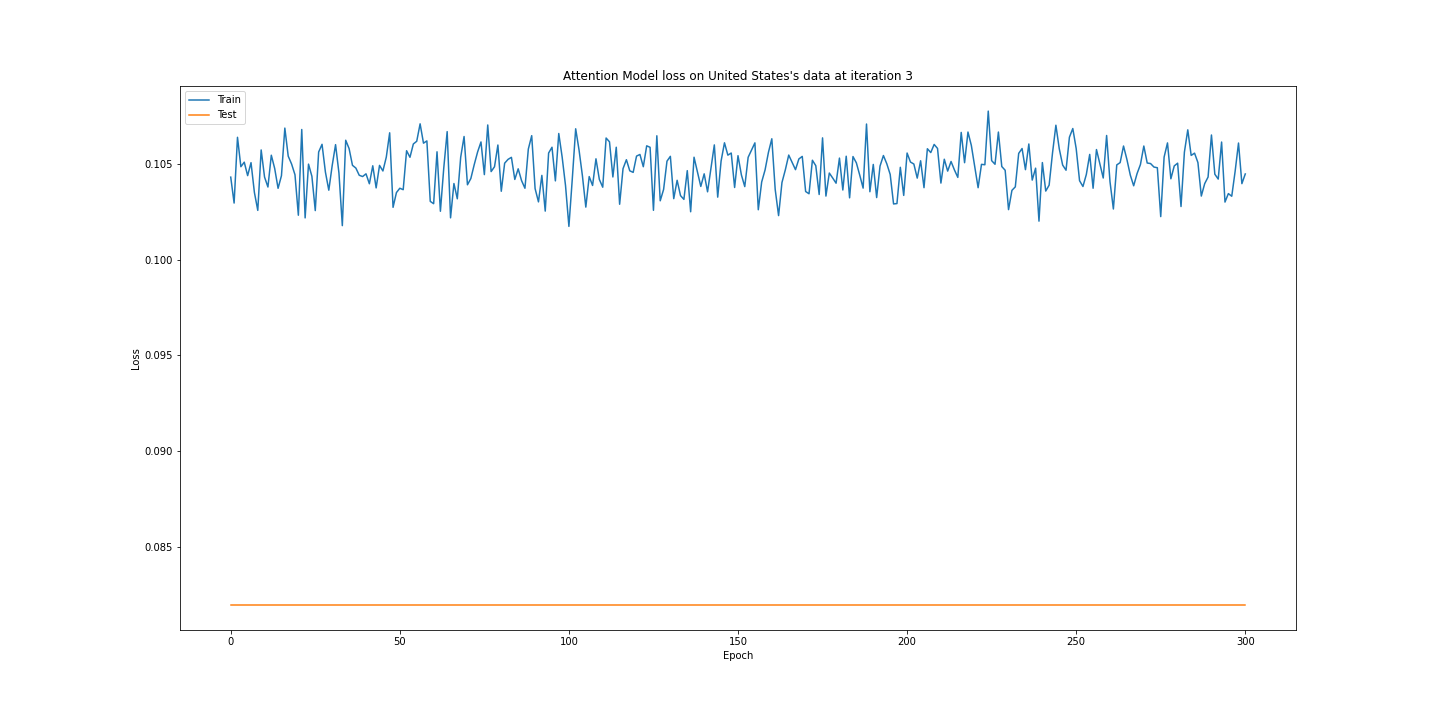 Attention Model loss on United States's data at iteration 3
Train
Test
0.105
0.100
0.095
0.090
0.085
Loss
0 50 100 150 200 250 300
Epoch